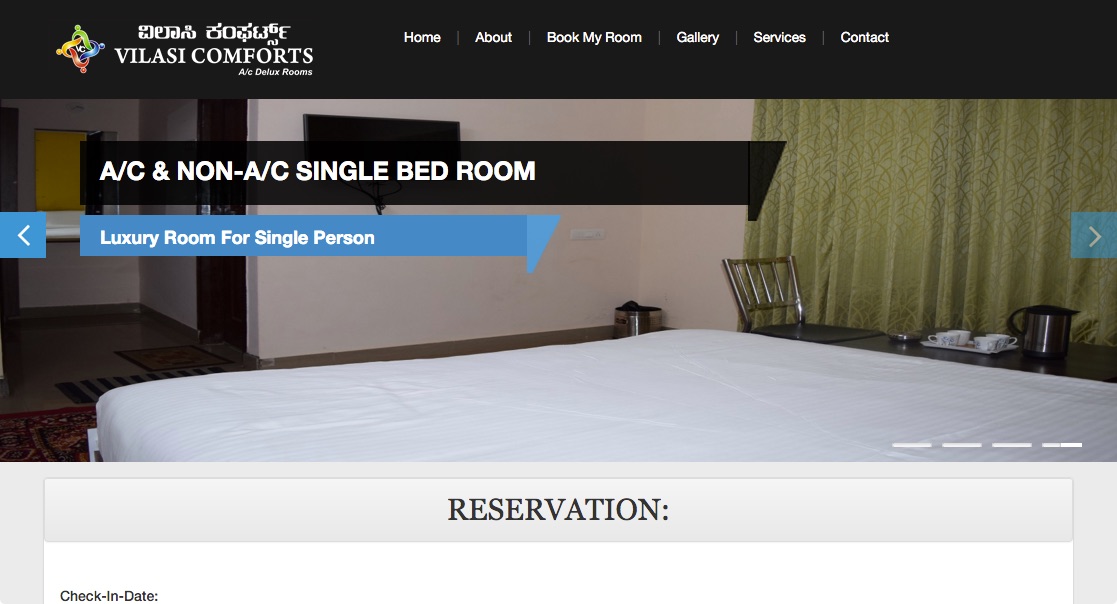 ವಿಲಾಸಿ ಕಂಫರ್ಟ್ಸ್
VILASI COMFORTS
A/c Delux Rooms
Home | About | Book My Room | Gallery | Services | Contact
A/C & NON-A/C SINGLE BED ROOM
Luxury Room For Single Person
RESERVATION:
Check-In-Date: